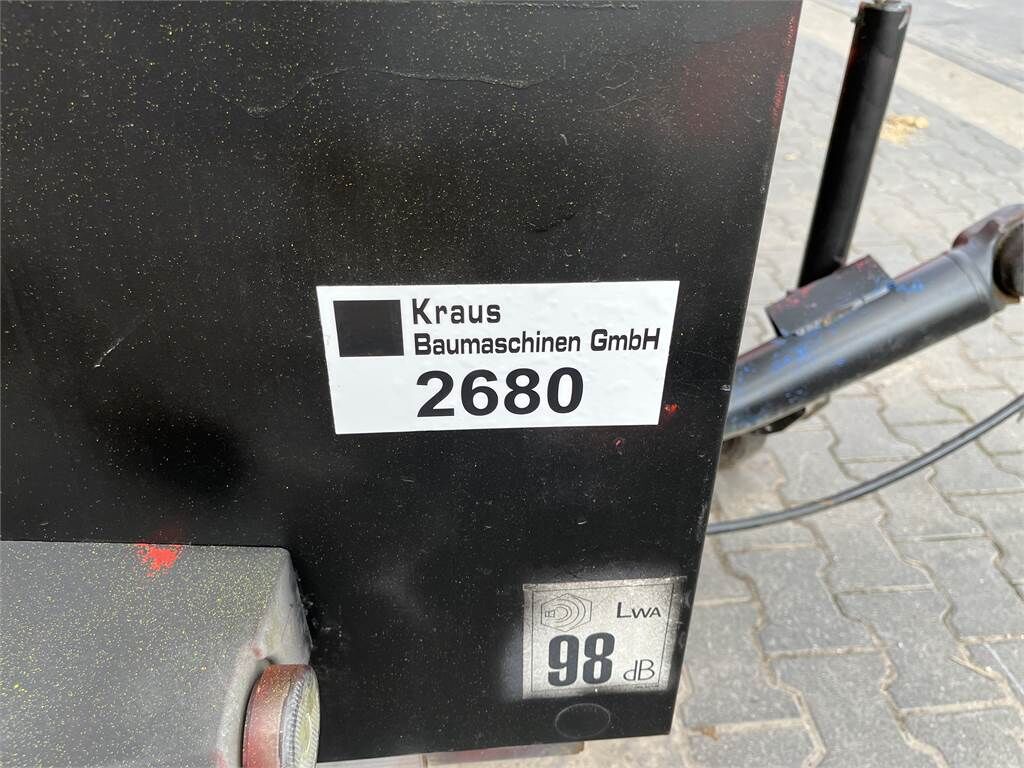 Kraus
Baumaschinen GmbH
2680
LWA
98 dB